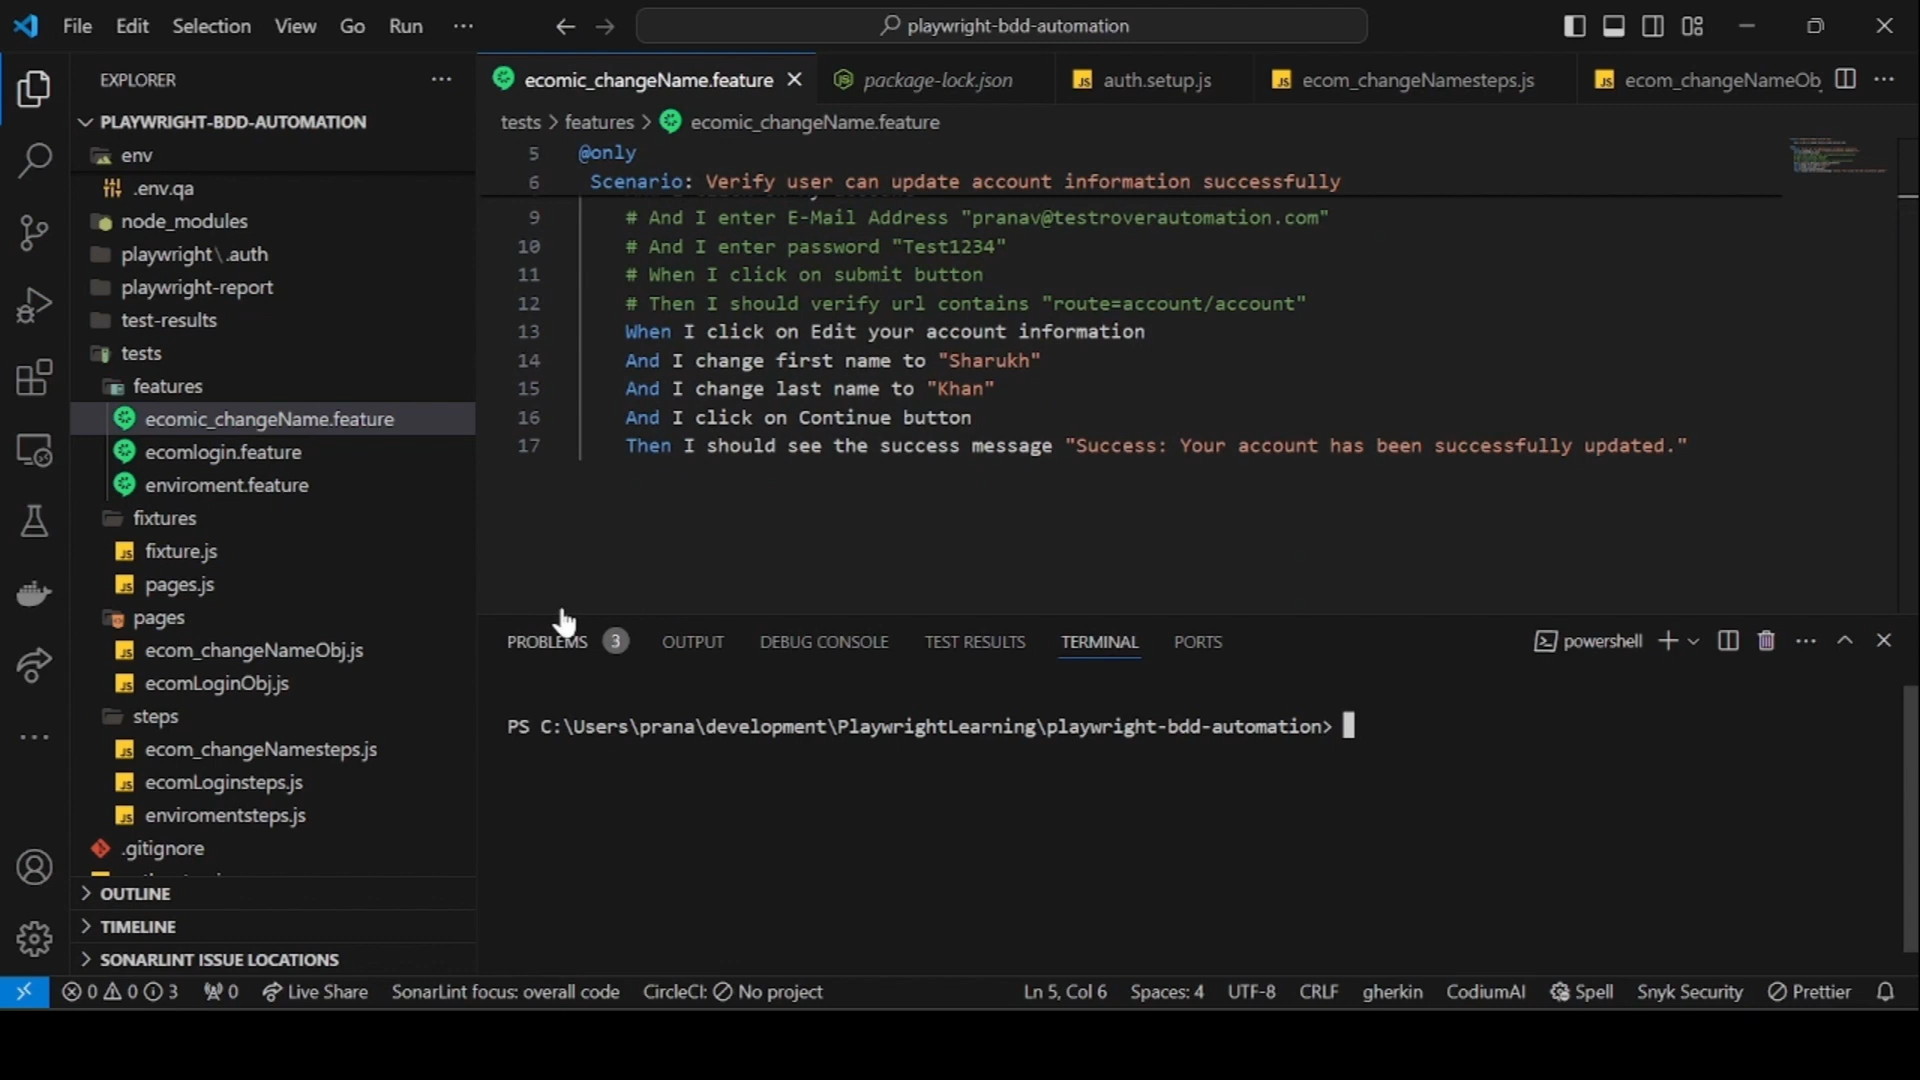 File Edit Selection View Go Run ···
playwright-bdd-automation
EXPLORER
PLAYWRIGHT-BDD-AUTOMATION
env
.env.qa
node_modules
playwright\.auth
playwright-report
test-results
tests
features
ecomic_changeName.feature
ecomlogin.feature
enviroment.feature
fixtures
fixture.js
pages.js
pages
ecom_changeNameObj.js
ecomLoginObj.js
steps
ecom_changeNamesteps.js
ecomLoginsteps.js
enviromentsteps.js
.gitignore
OUTLINE
TIMELINE
SONARLINT ISSUE LOCATIONS
ecomic_changeName.feature package-lock.json auth.setup.js ecom_changeNamesteps.js ecom_changeNameOb
tests > features > ecomic_changeName.feature
5 @only
6 Scenario: Verify user can update account information successfully
9 # And I enter E-Mail Address "pranav@testroverautomation.com"
10 # And I enter password "Test1234"
11 # When I click on submit button
12 # Then I should verify url contains "route=account/account"
13 When I click on Edit your account information
14 And I change first name to "Sharukh"
15 And I change last name to "Khan"
16 And I click on Continue button
17 Then I should see the success message "Success: Your account has been successfully updated."
PROBLEMS 3 OUTPUT DEBUG CONSOLE TEST RESULTS TERMINAL PORTS powershell
PS C:\Users\prana\development\PlaywrightLearning\playwright-bdd-automation>
0 0 3 0 Live Share SonarLint focus: overall code CircleCI: No project Ln 5, Col 6 Spaces: 4 UTF-8 CRLF gherkin CodiumAI Spell Snyk Security Prettier